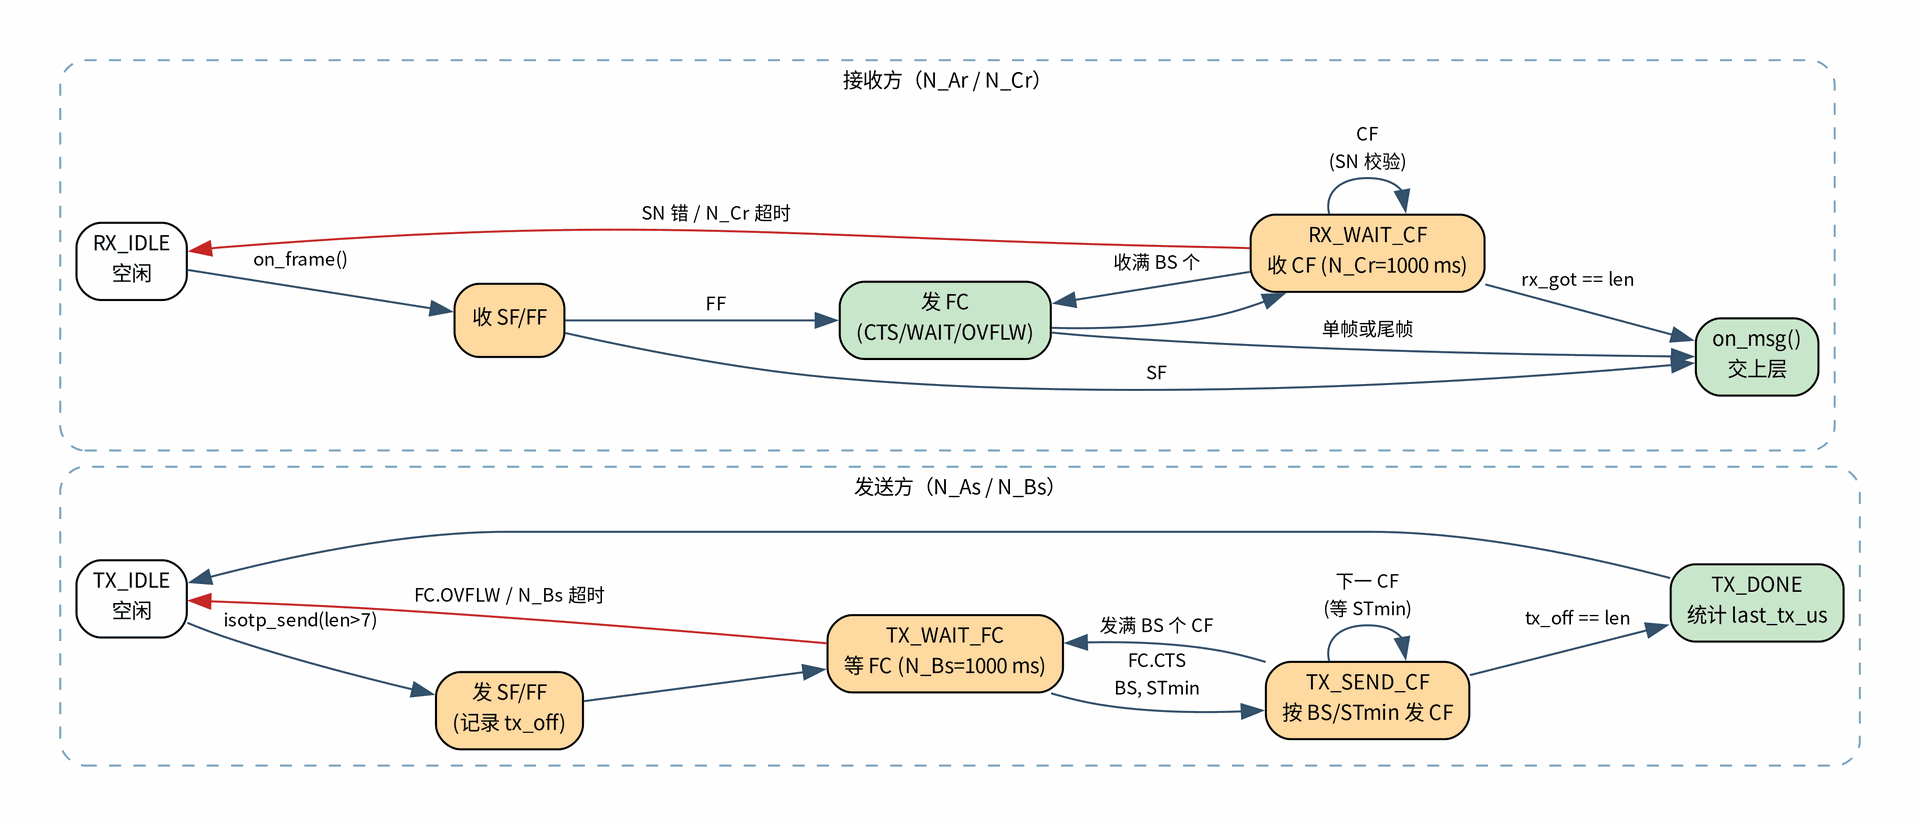 接收方（N_Ar / N_Cr）
CF
(SN 校验)
SN 错 / N_Cr 超时
RX_IDLE
空闲
on_frame()
收 SF/FF
FF
发 FC
(CTS/WAIT/OVFLW)
收满 BS 个
RX_WAIT_CF
收 CF (N_Cr=1000 ms)
rx_got == len
单帧或尾帧
SF
on_msg()
交上层
发送方（N_As / N_Bs）
TX_IDLE
空闲
FC.OVFLW / N_Bs 超时
isotp_send(len>7)
发 SF/FF
(记录 tx_off)
TX_WAIT_FC
等 FC (N_Bs=1000 ms)
发满 BS 个 CF
FC.CTS
BS, STmin
下一 CF
(等 STmin)
TX_SEND_CF
按 BS/STmin 发 CF
tx_off == len
TX_DONE
统计 last_tx_us